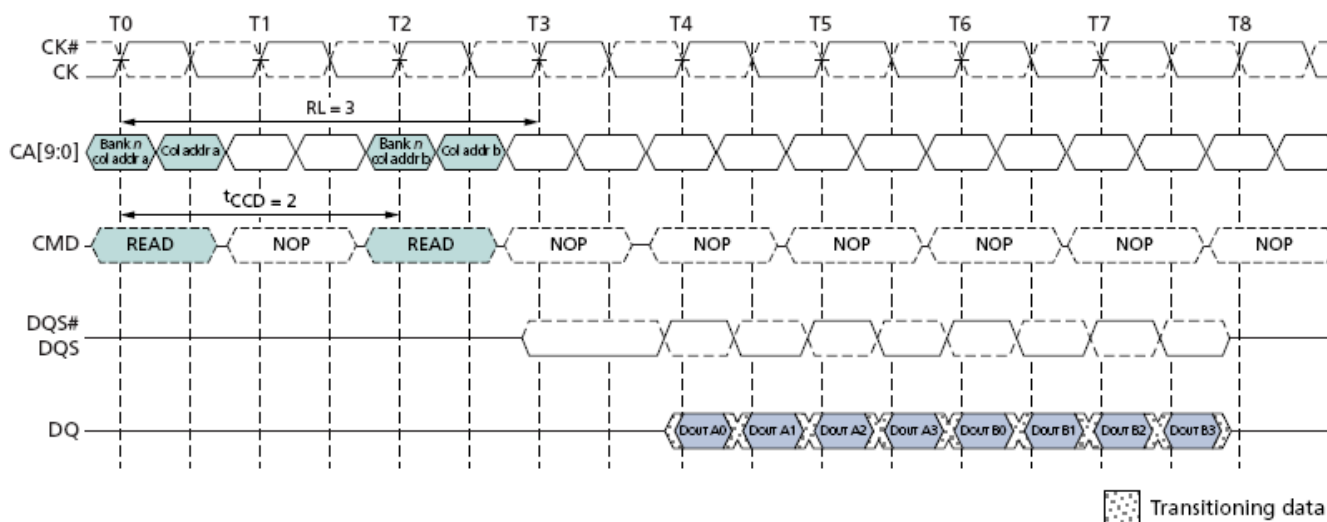 T0 T1 T2 T3 T4 T5 T6 T7 T8
CK#
CK
RL = 3
CA[9:0] Bank n col addr a Col addr a Bank n col addr b Col addr b
tCCD = 2
CMD READ NOP READ NOP NOP NOP NOP NOP NOP
DQS#
DQS
DQ DOUT A0 DOUT A1 DOUT A2 DOUT A3 DOUT B0 DOUT B1 DOUT B2 DOUT B3
Transitioning data